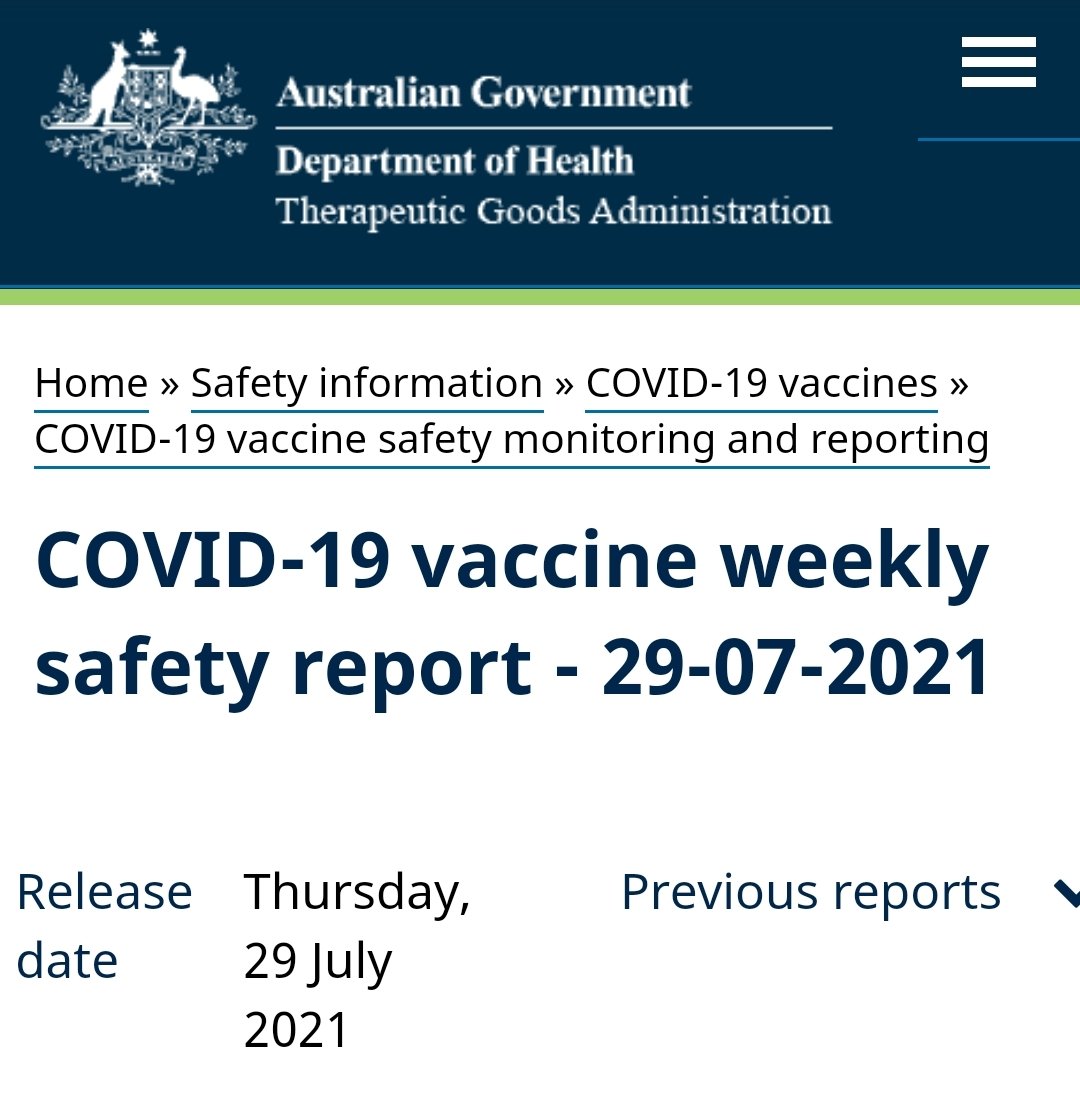 Australian Government
Department of Health
Therapeutic Goods Administration
Home » Safety information » COVID-19 vaccines »
COVID-19 vaccine safety monitoring and reporting
COVID-19 vaccine weekly
safety report - 29-07-2021
Release
date
Thursday,
29 July
2021
Previous reports